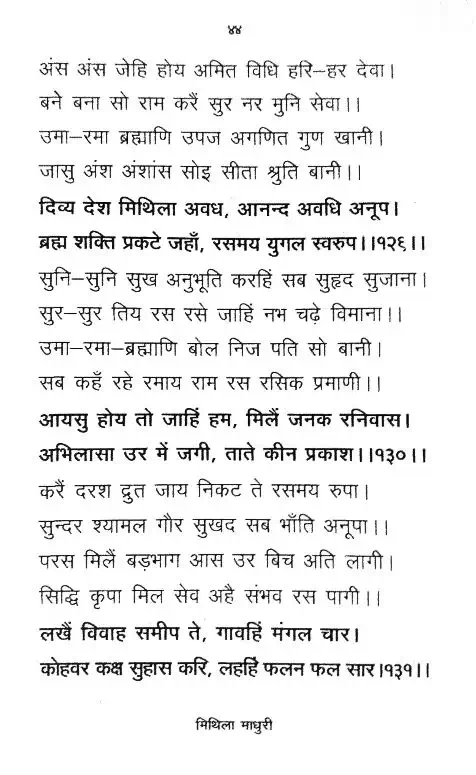 ४४
अंस अंस जेहि होय अमित विधि हरि–हर देवा।
बने बना सो राम करैं सुर नर मुनि सेवा।।
उमा–रमा ब्रह्माणि उपज अगणित गुण खानी।
जासु अंश अंशांस सोइ सीता श्रुति बानी।।
दिव्य देश मिथिला अवध, आनन्द अवधि अनूप।
ब्रह्म शक्ति प्रकटे जहाँ, रसमय युगल स्वरुप।।१२६।।
सुनि–सुनि सुख अनुभूति करहिं सब सुहृद सुजाना।
सुर–सुर तिय रस रसे जाहिं नभ चढ़े विमाना।।
उमा–रमा–ब्रह्माणि बोल निज पति सो बानी।
सब कहँ रहे रमाय राम रस रसिक प्रमाणी।।
आयसु होय तो जाहिं हम, मिलैं जनक रनिवास।
अभिलासा उर में जगी, ताते कीन प्रकाश।।१३०।।
करैं दरश द्रुत जाय निकट ते रसमय रुपा।
सुन्दर श्यामल गौर सुखद सब भाँति अनूपा।।
परस मिलैं बड़भाग आस उर बिच अति लागी।
सिद्धि कृपा मिल सेव अहै संभव रस पागी।।
लखैं विवाह समीप ते, गावहिं मंगल चार।
कोहवर कक्ष सुहास करि, लहहिं फलन फल सार।१३१।।
मिथिला माधुरी